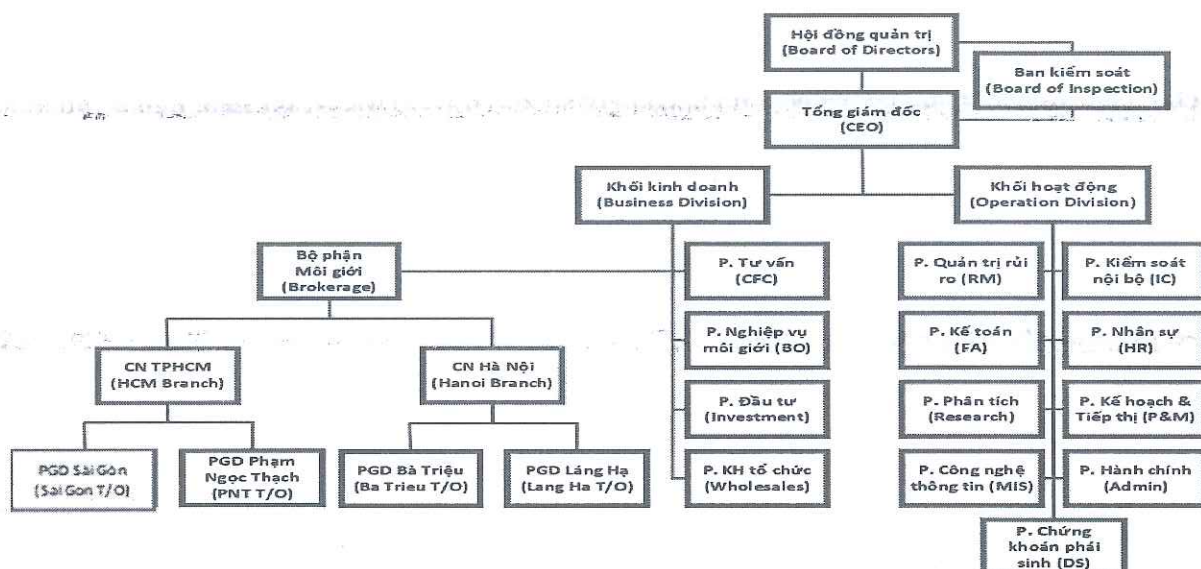 Hội đồng quản trị
(Board of Directors)
Ban kiểm soát
(Board of Inspection)
Tổng giám đốc
(CEO)
Khối kinh doanh
(Business Division)
Khối hoạt động
(Operation Division)
Bộ phận
Môi giới
(Brokerage)
P. Tư vấn
(CFC)
P. Quản trị rủi
ro (RM)
P. Kiểm soát
nội bộ (IC)
P. Nghiệp vụ
môi giới (BO)
P. Kế toán
(FA)
P. Nhân sự
(HR)
CN TPHCM
(HCM Branch)
CN Hà Nội
(Hanoi Branch)
P. Đầu tư
(Investment)
P. Phân tích
(Research)
P. Kế hoạch &
Tiếp thị (P&M)
PGD Sài Gòn
(Sai Gon T/O)
PGD Phạm
Ngọc Thạch
(PNT T/O)
PGD Bà Triệu
(Ba Trieu T/O)
PGD Láng Hạ
(Lang Ha T/O)
P. KH tổ chức
(Wholesales)
P. Công nghệ
thông tin (MIS)
P. Hành chính
(Admin)
P. Chứng
khoán phái
sinh (DS)